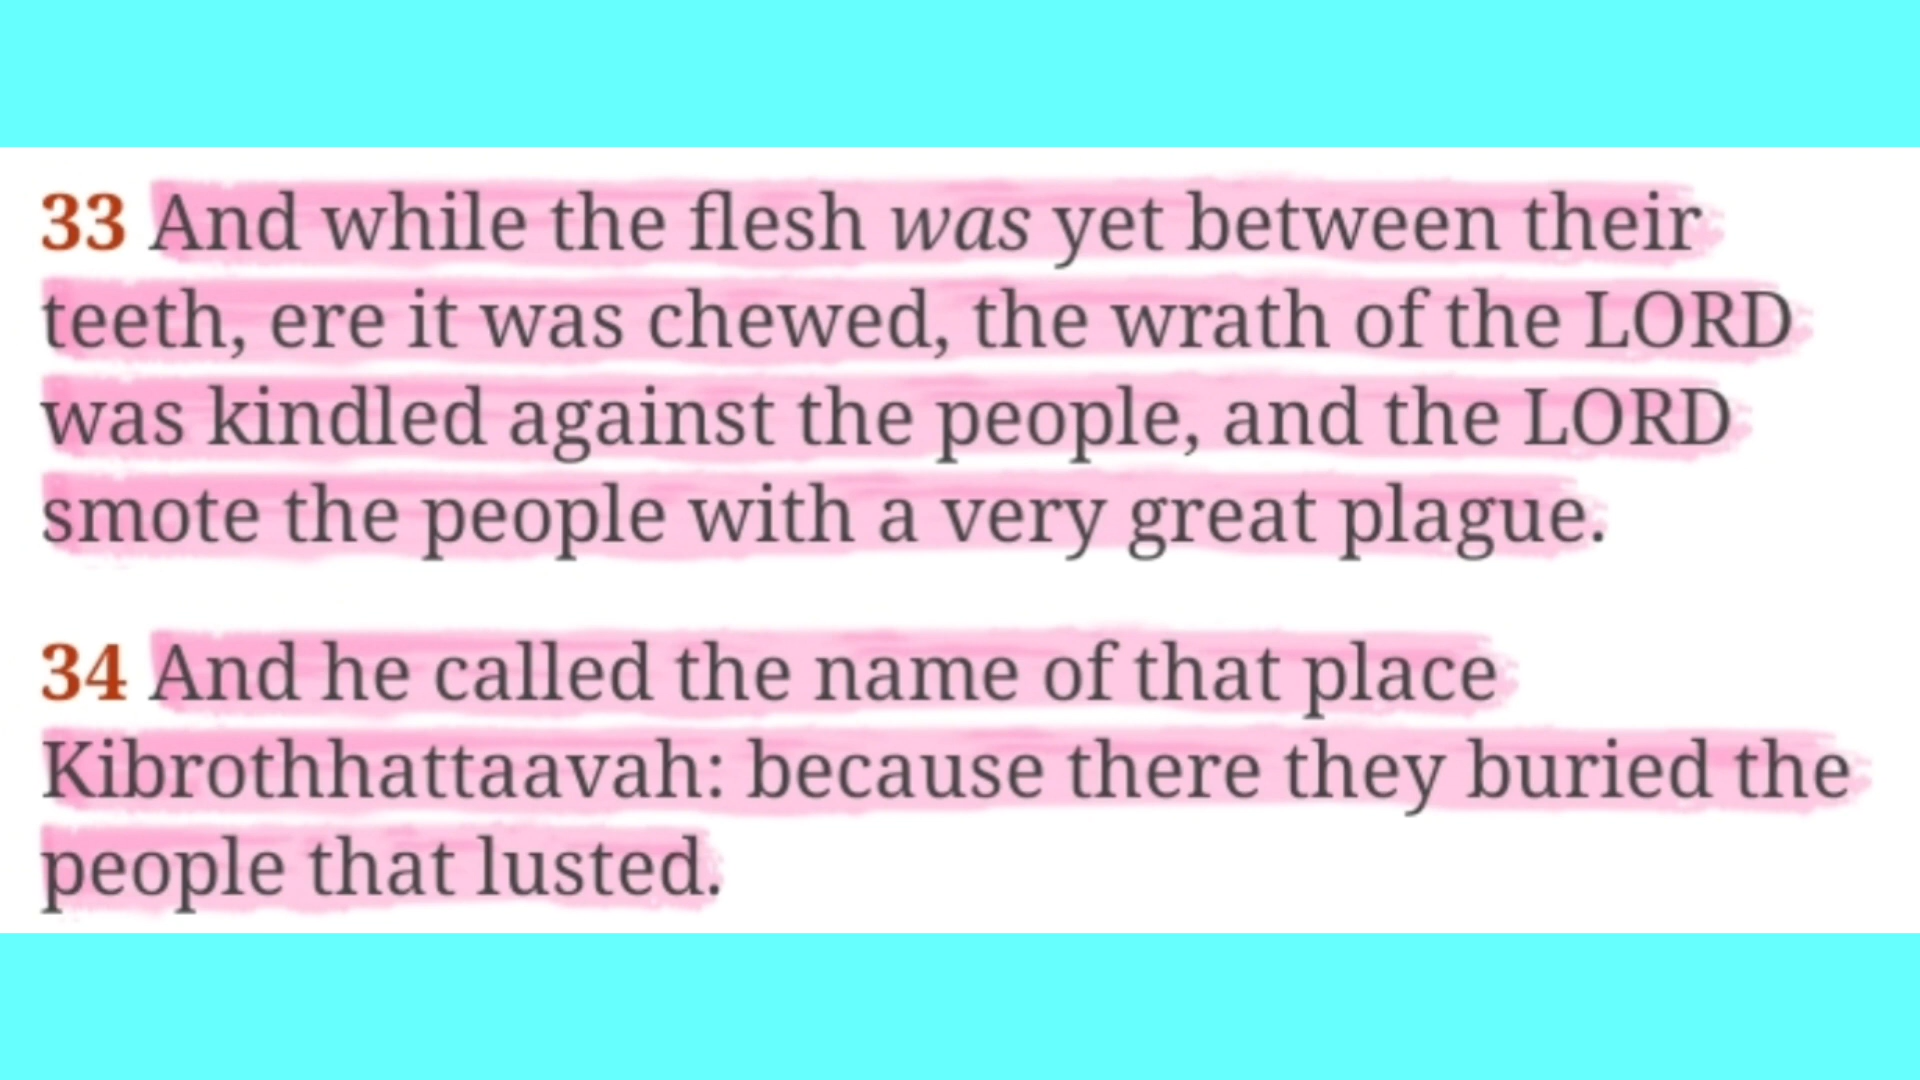 33 And while the flesh was yet between their
teeth, ere it was chewed, the wrath of the LORD
was kindled against the people, and the LORD
smote the people with a very great plague.
34 And he called the name of that place
Kibrothhattaavah: because there they buried the
people that lusted.